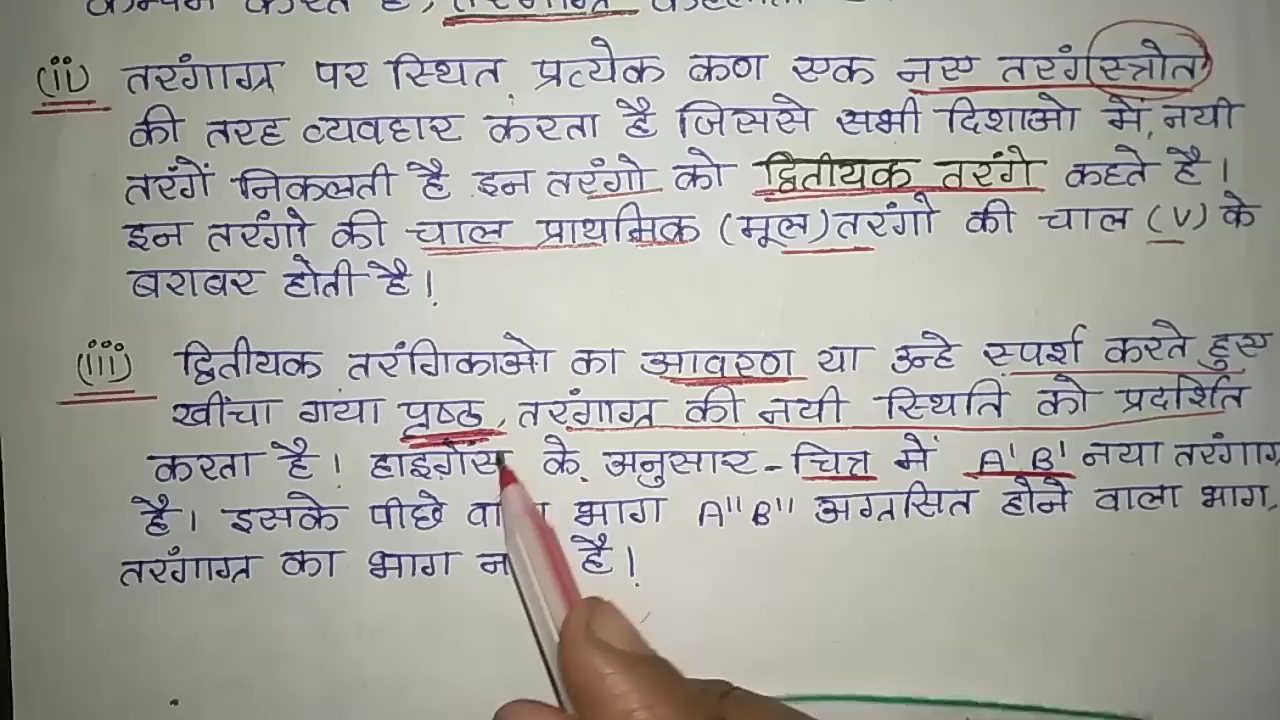 करते है, तरंगाग्र
(ii) तरंगाग्र पर स्थित प्रत्येक कण एक नए तरंग स्त्रोत
की तरह व्यवहार करता है जिससे सभी दिशाओ में नयी
तरंगें निकलती है इन तरंगो को द्वितीयक तरंगे कहते है।
इन तरंगो की चाल प्राथमिक (मूल) तरंगो की चाल (v) के
बराबर होती है।
(iii) द्वितीयक तरंगिकाओ का आवरण या उन्हे स्पर्श करते हुए
खींचा गया पृष्ठ, तरंगाग्र की नयी स्थिति को प्रदर्शित
करता है। हाइगेंस के अनुसार - चित्र में A'B' नया तरंगाग्र
है। इसके पीछे भाग A"B" अग्रसित होने वाला भाग,
तरंगाग्र का भाग है।